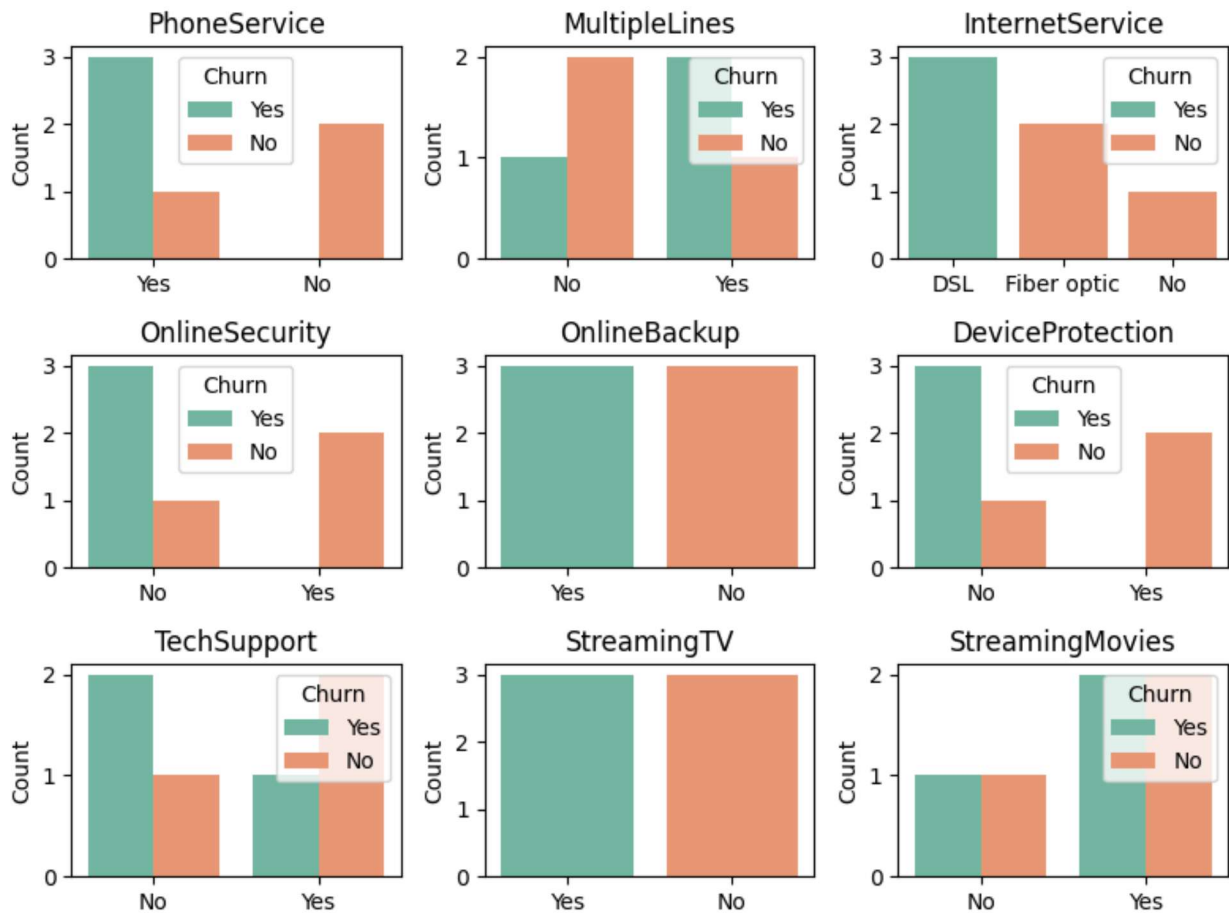 PhoneService
MultipleLines
InternetService
Count
3
2
1
0
Churn
Yes
No
Yes
No
Count
2
1
0
Churn
Yes
No
No
Yes
Count
3
2
1
0
Churn
Yes
No
DSL
Fiber optic
No
OnlineSecurity
OnlineBackup
DeviceProtection
Count
3
2
1
0
Churn
Yes
No
No
Yes
Count
3
2
1
0
Yes
No
Count
3
2
1
0
Churn
Yes
No
No
Yes
TechSupport
StreamingTV
StreamingMovies
Count
2
1
0
Churn
Yes
No
No
Yes
Count
3
2
1
0
Yes
No
Count
2
1
0
Churn
Yes
No
No
Yes